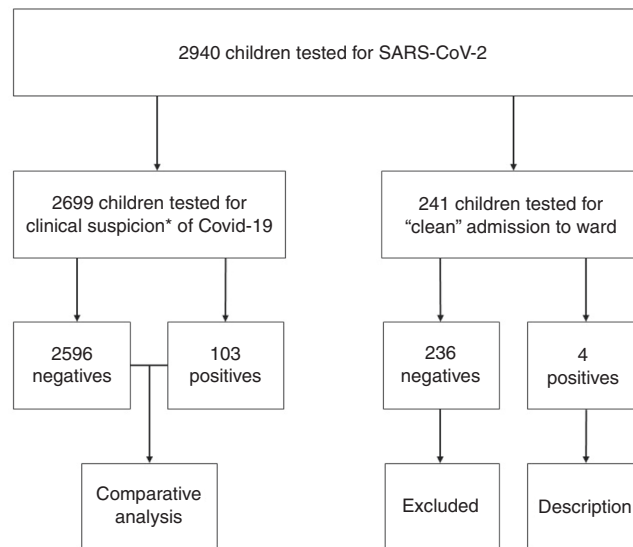 2940 children tested for SARS-CoV-2
2699 children tested for
clinical suspicion* of Covid-19
241 children tested for
“clean” admission to ward
2596
negatives
103
positives
236
negatives
4
positives
Comparative
analysis
Excluded
Description